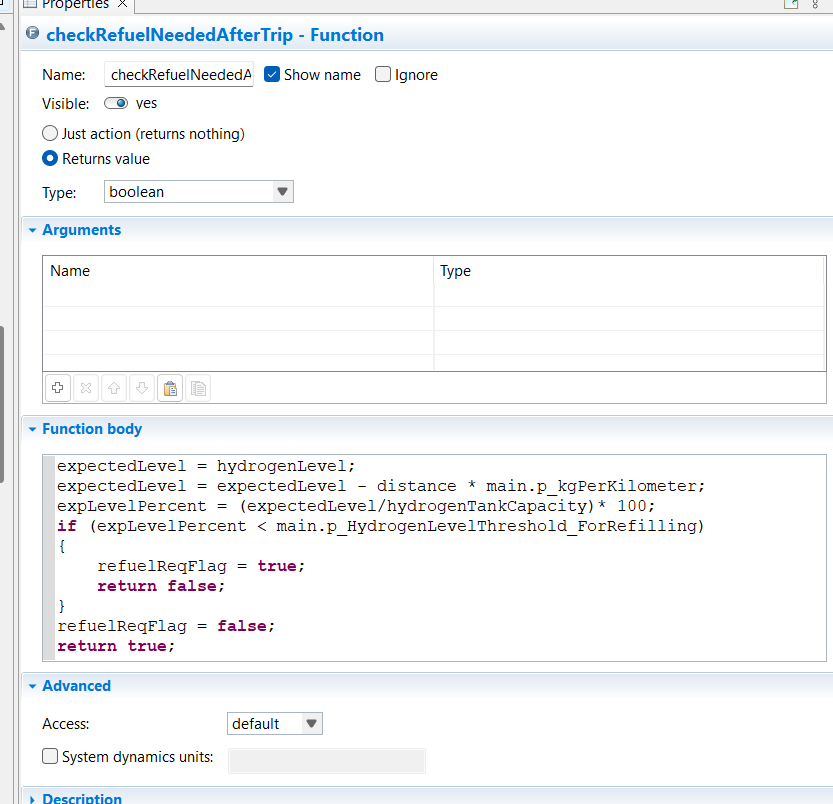 Properties
checkRefuelNeededAfterTrip - Function
Name: checkRefuelNeededA Show name Ignore
Visible: yes
Just action (returns nothing)
Returns value
Type: boolean
Arguments
Name Type
Function body
expectedLevel = hydrogenLevel;
expectedLevel = expectedLevel - distance * main.p_kgPerKilometer;
expLevelPercent = (expectedLevel/hydrogenTankCapacity)* 100;
if (expLevelPercent < main.p_HydrogenLevelThreshold_ForRefilling)
{
    refuelReqFlag = true;
    return false;
}
refuelReqFlag = false;
return true;
Advanced
Access: default
System dynamics units:
Description